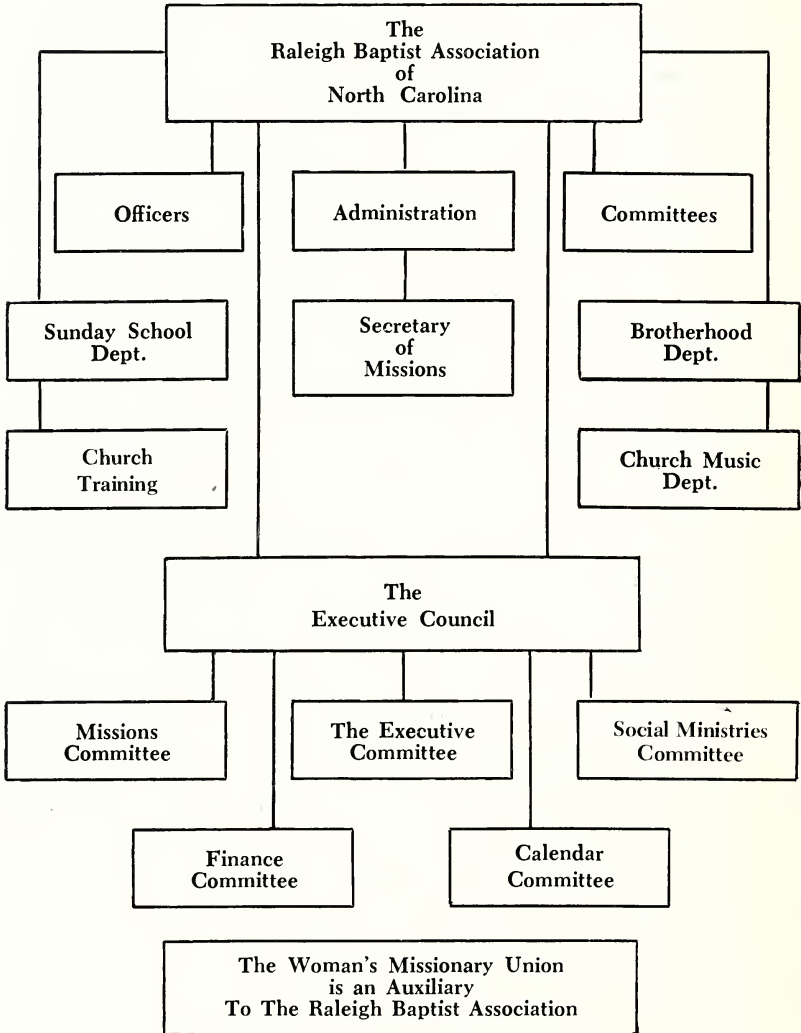 The
Raleigh Baptist Association
of
North Carolina
Officers
Administration
Committees
Sunday School
Dept.
Secretary
of
Missions
Brotherhood
Dept.
Church
Training
Church Music
Dept.
The
Executive Council
Missions
Committee
The Executive
Committee
Social Ministries
Committee
Finance
Committee
Calendar
Committee
The Woman's Missionary Union
is an Auxiliary
To The Raleigh Baptist Association